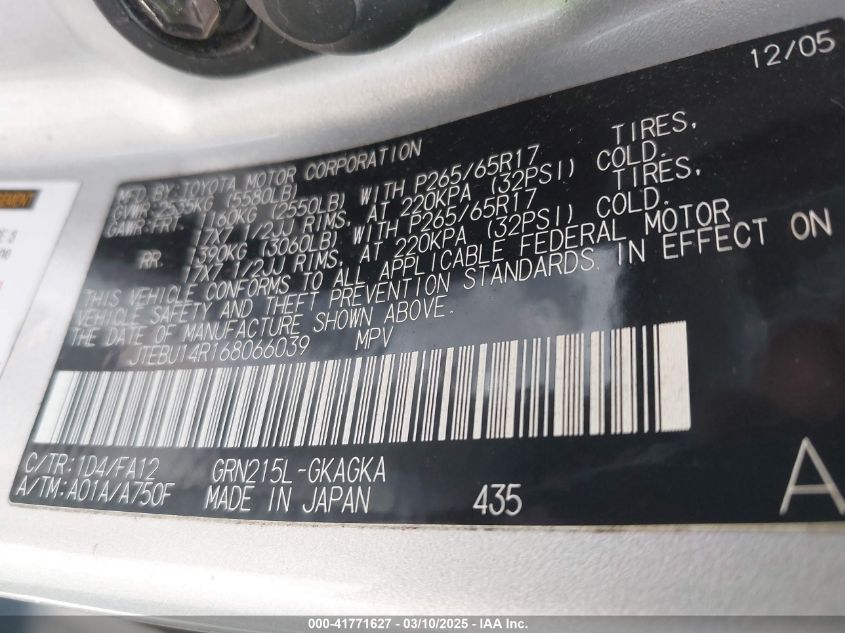 12/05
MFD BY:TOYOTA MOTOR CORPORATION
GVWR:2535KG (5580LB)
GAWR:FRT. 1160KG (2550LB) WITH P265/65R17 TIRES,
17X7 1/2JJ RIMS, AT 220KPA (32PSI) COLD.
RR. 1390KG (3060LB) WITH P265/65R17 TIRES,
17X7 1/2JJ RIMS, AT 220KPA (32PSI) COLD.
THIS VEHICLE CONFORMS TO ALL APPLICABLE FEDERAL MOTOR
VEHICLE SAFETY AND THEFT PREVENTION STANDARDS IN EFFECT ON
THE DATE OF MANUFACTURE SHOWN ABOVE.
JTEBU14R168066039 MPV
C/TR:1D4/FA12 GRN215L-GKAGKA
A/TM:A01A/A750F MADE IN JAPAN 435 A
000-41771627 - 03/10/2025 - IAA Inc.